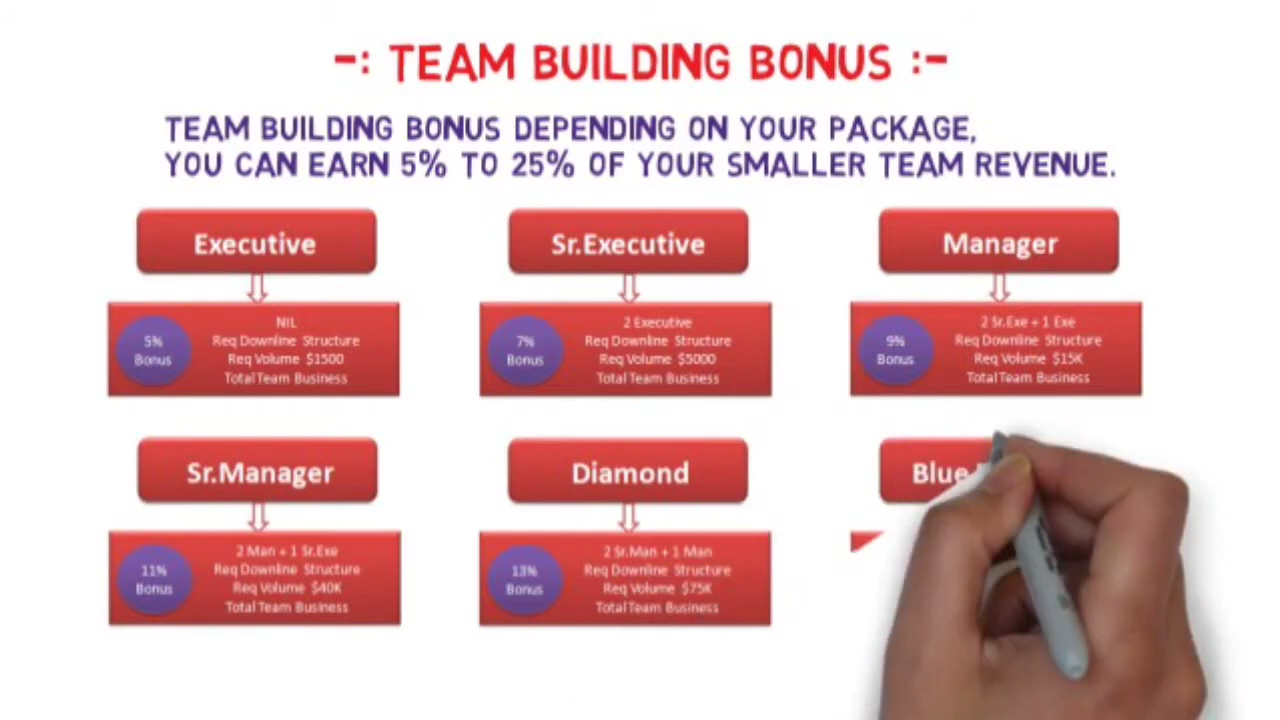 -: TEAM BUILDING BONUS :-
TEAM BUILDING BONUS DEPENDING ON YOUR PACKAGE,
YOU CAN EARN 5% TO 25% OF YOUR SMALLER TEAM REVENUE.
Executive
5%
Bonus
NIL
Req Downline Structure
Req Volume $1500
Total Team Business
Sr.Executive
7%
Bonus
2 Executive
Req Downline Structure
Req Volume $5000
Total Team Business
Manager
9%
Bonus
2 Sr.Exe + 1 Exe
Req Downline Structure
Req Volume $15K
Total Team Business
Sr.Manager
11%
Bonus
2 Man + 1 Sr.Exe
Req Downline Structure
Req Volume $40K
Total Team Business
Diamond
13%
Bonus
2 Sr.Man + 1 Man
Req Downline Structure
Req Volume $75K
Total Team Business
Blue